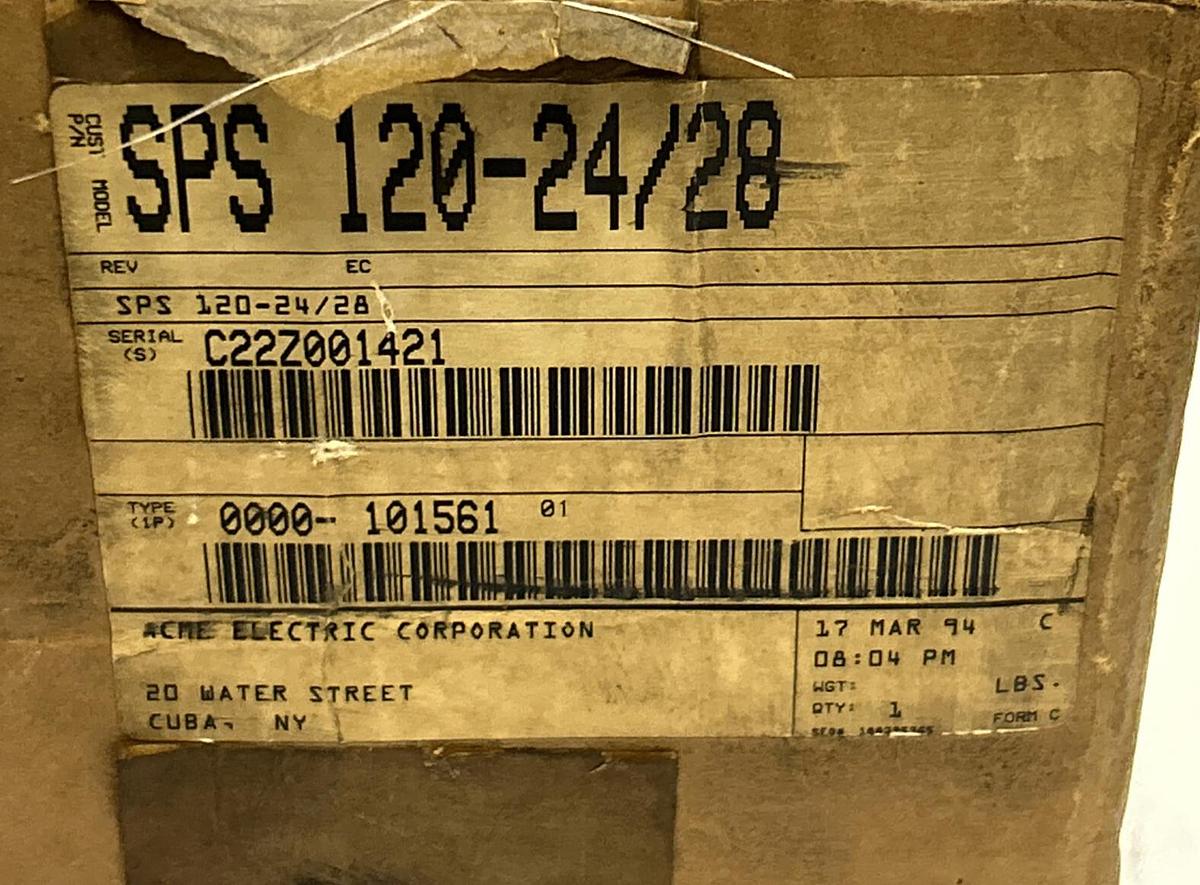 CUST P/N MODEL SPS 120-24/28
REV EC
SPS 120-24/28
SERIAL (S) C22Z001421
TYPE (1P) 0000- 101561 01
ACME ELECTRIC CORPORATION
20 WATER STREET
CUBA, NY
17 MAR 94 C
08:04 PM
WGT: LBS.
QTY: 1 FORM C